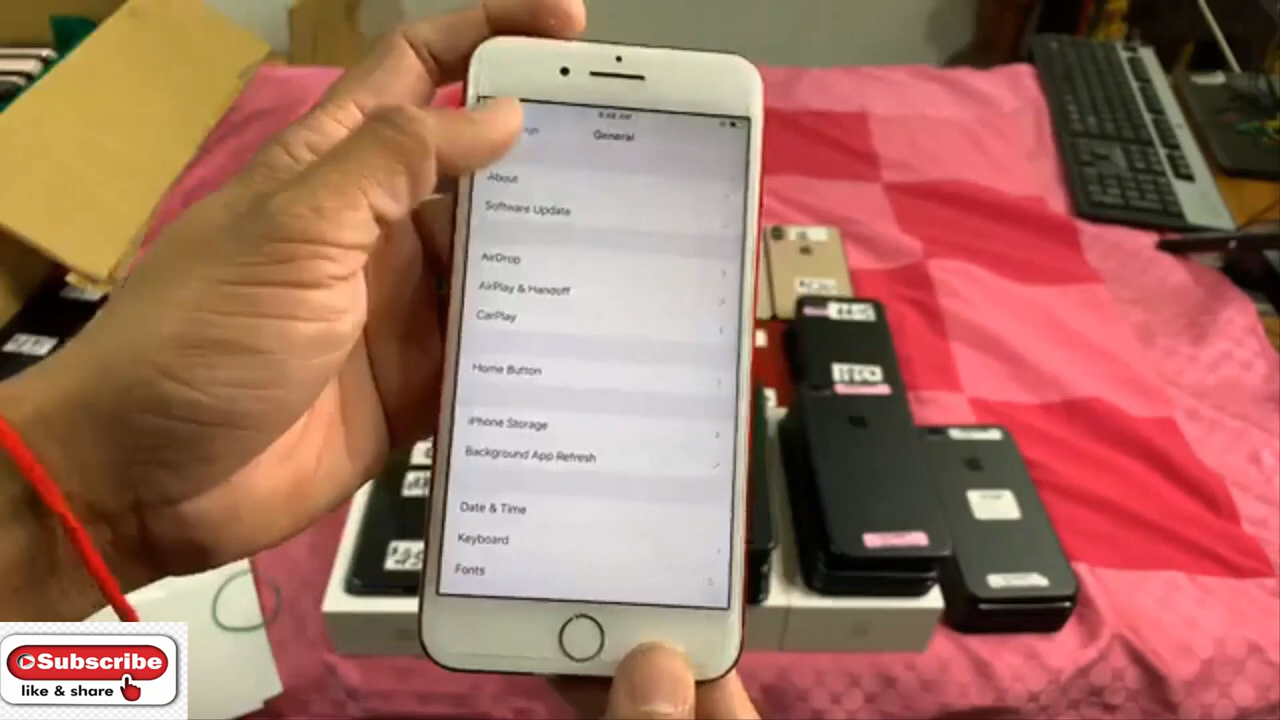 General
About
Software Update
AirDrop
AirPlay & Handoff
CarPlay
Home Button
iPhone Storage
Background App Refresh
Date & Time
Keyboard
Fonts
Subscribe
like & share